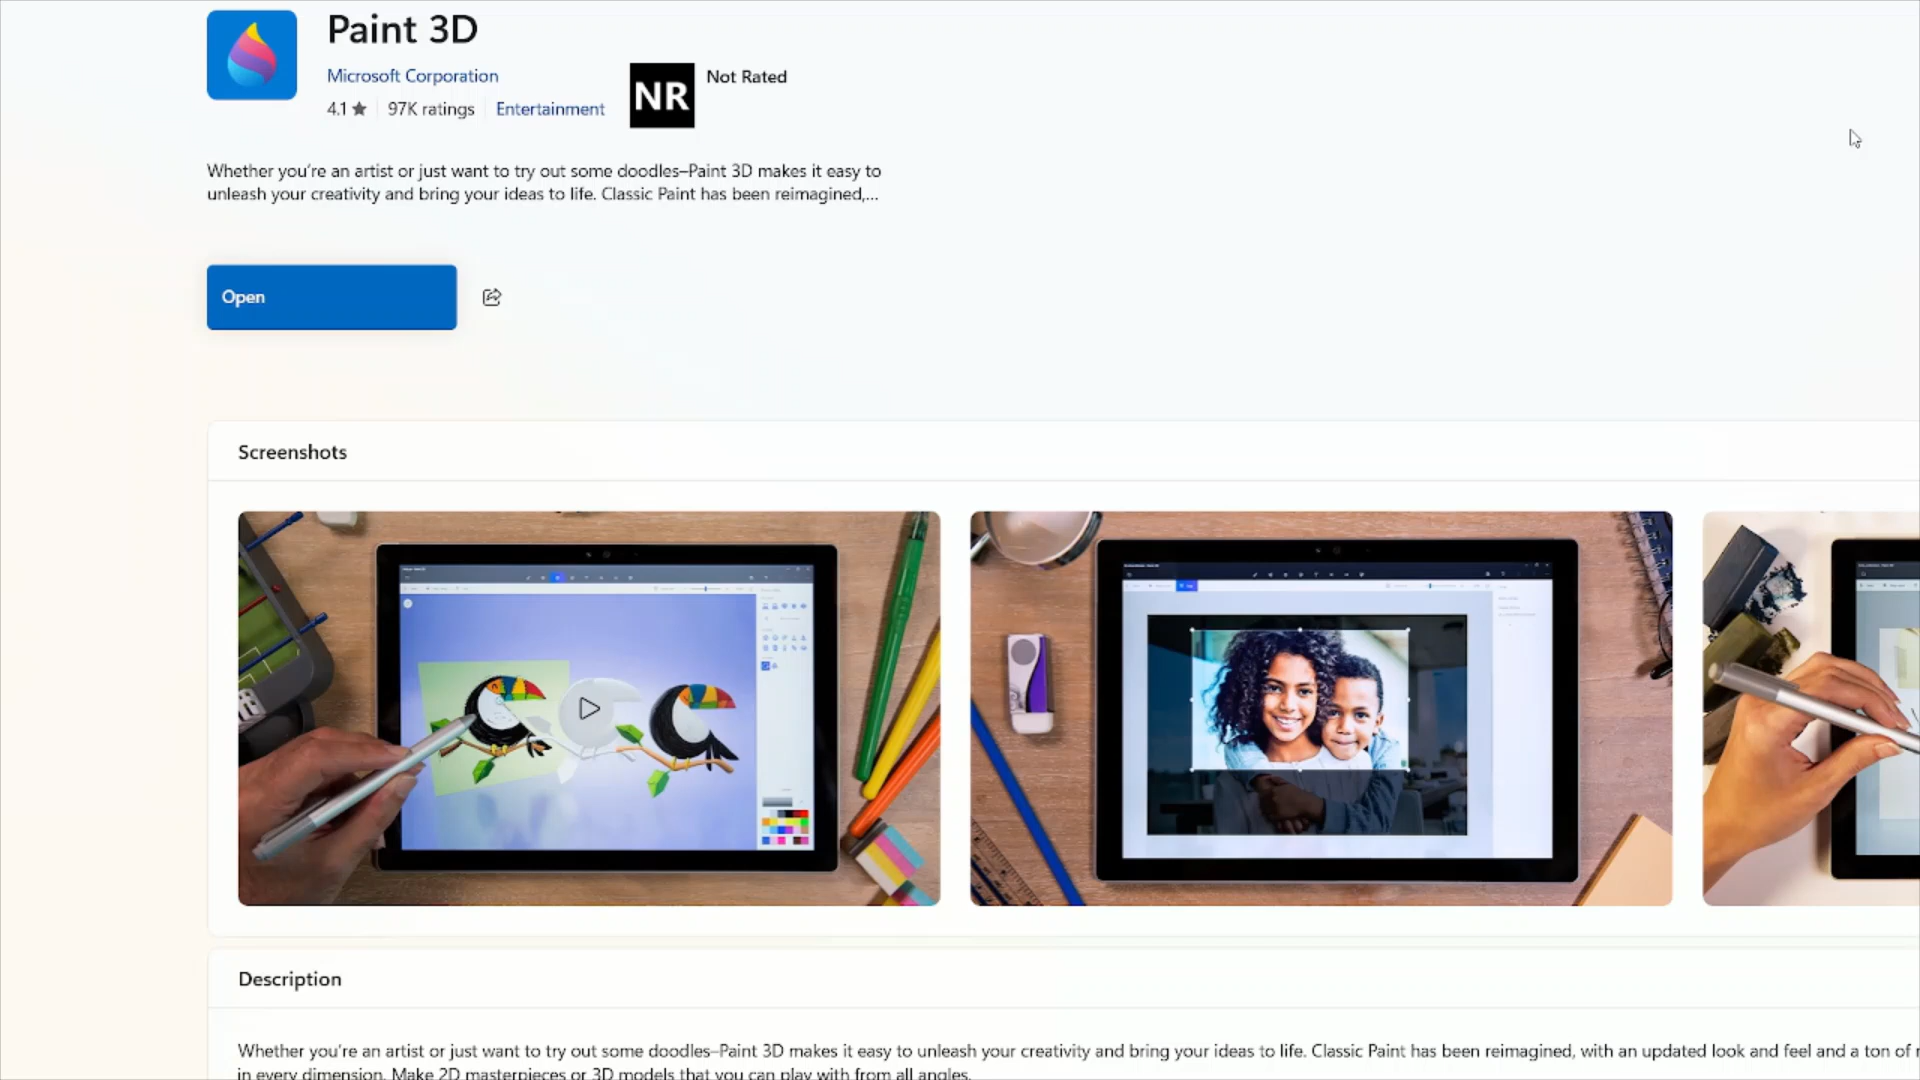 Paint 3D
Microsoft Corporation
4.1 ★ 97K ratings Entertainment
NR Not Rated
Whether you're an artist or just want to try out some doodles–Paint 3D makes it easy to
unleash your creativity and bring your ideas to life. Classic Paint has been reimagined,...
Open
Screenshots
Description
Whether you're an artist or just want to try out some doodles–Paint 3D makes it easy to unleash your creativity and bring your ideas to life. Classic Paint has been reimagined, with an updated look and feel and a ton of
in every dimension. Make 2D masterpieces or 3D models that you can play with from all angles.